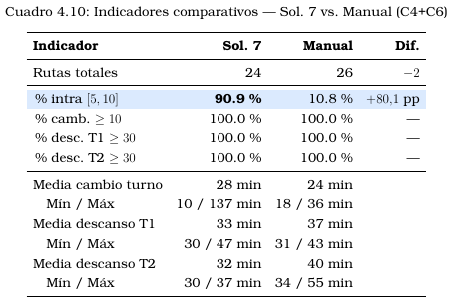 Cuadro 4.10: Indicadores comparativos — Sol. 7 vs. Manual (C4+C6)
Indicador Sol. 7 Manual Dif.
Rutas totales 24 26 −2
% intra [5, 10] 90.9 % 10.8 % +80,1 pp
% camb. ≥ 10 100.0 % 100.0 % —
% desc. T1 ≥ 30 100.0 % 100.0 % —
% desc. T2 ≥ 30 100.0 % 100.0 % —
Media cambio turno 28 min 24 min
Mín / Máx 10 / 137 min 18 / 36 min
Media descanso T1 33 min 37 min
Mín / Máx 30 / 47 min 31 / 43 min
Media descanso T2 32 min 40 min
Mín / Máx 30 / 37 min 34 / 55 min